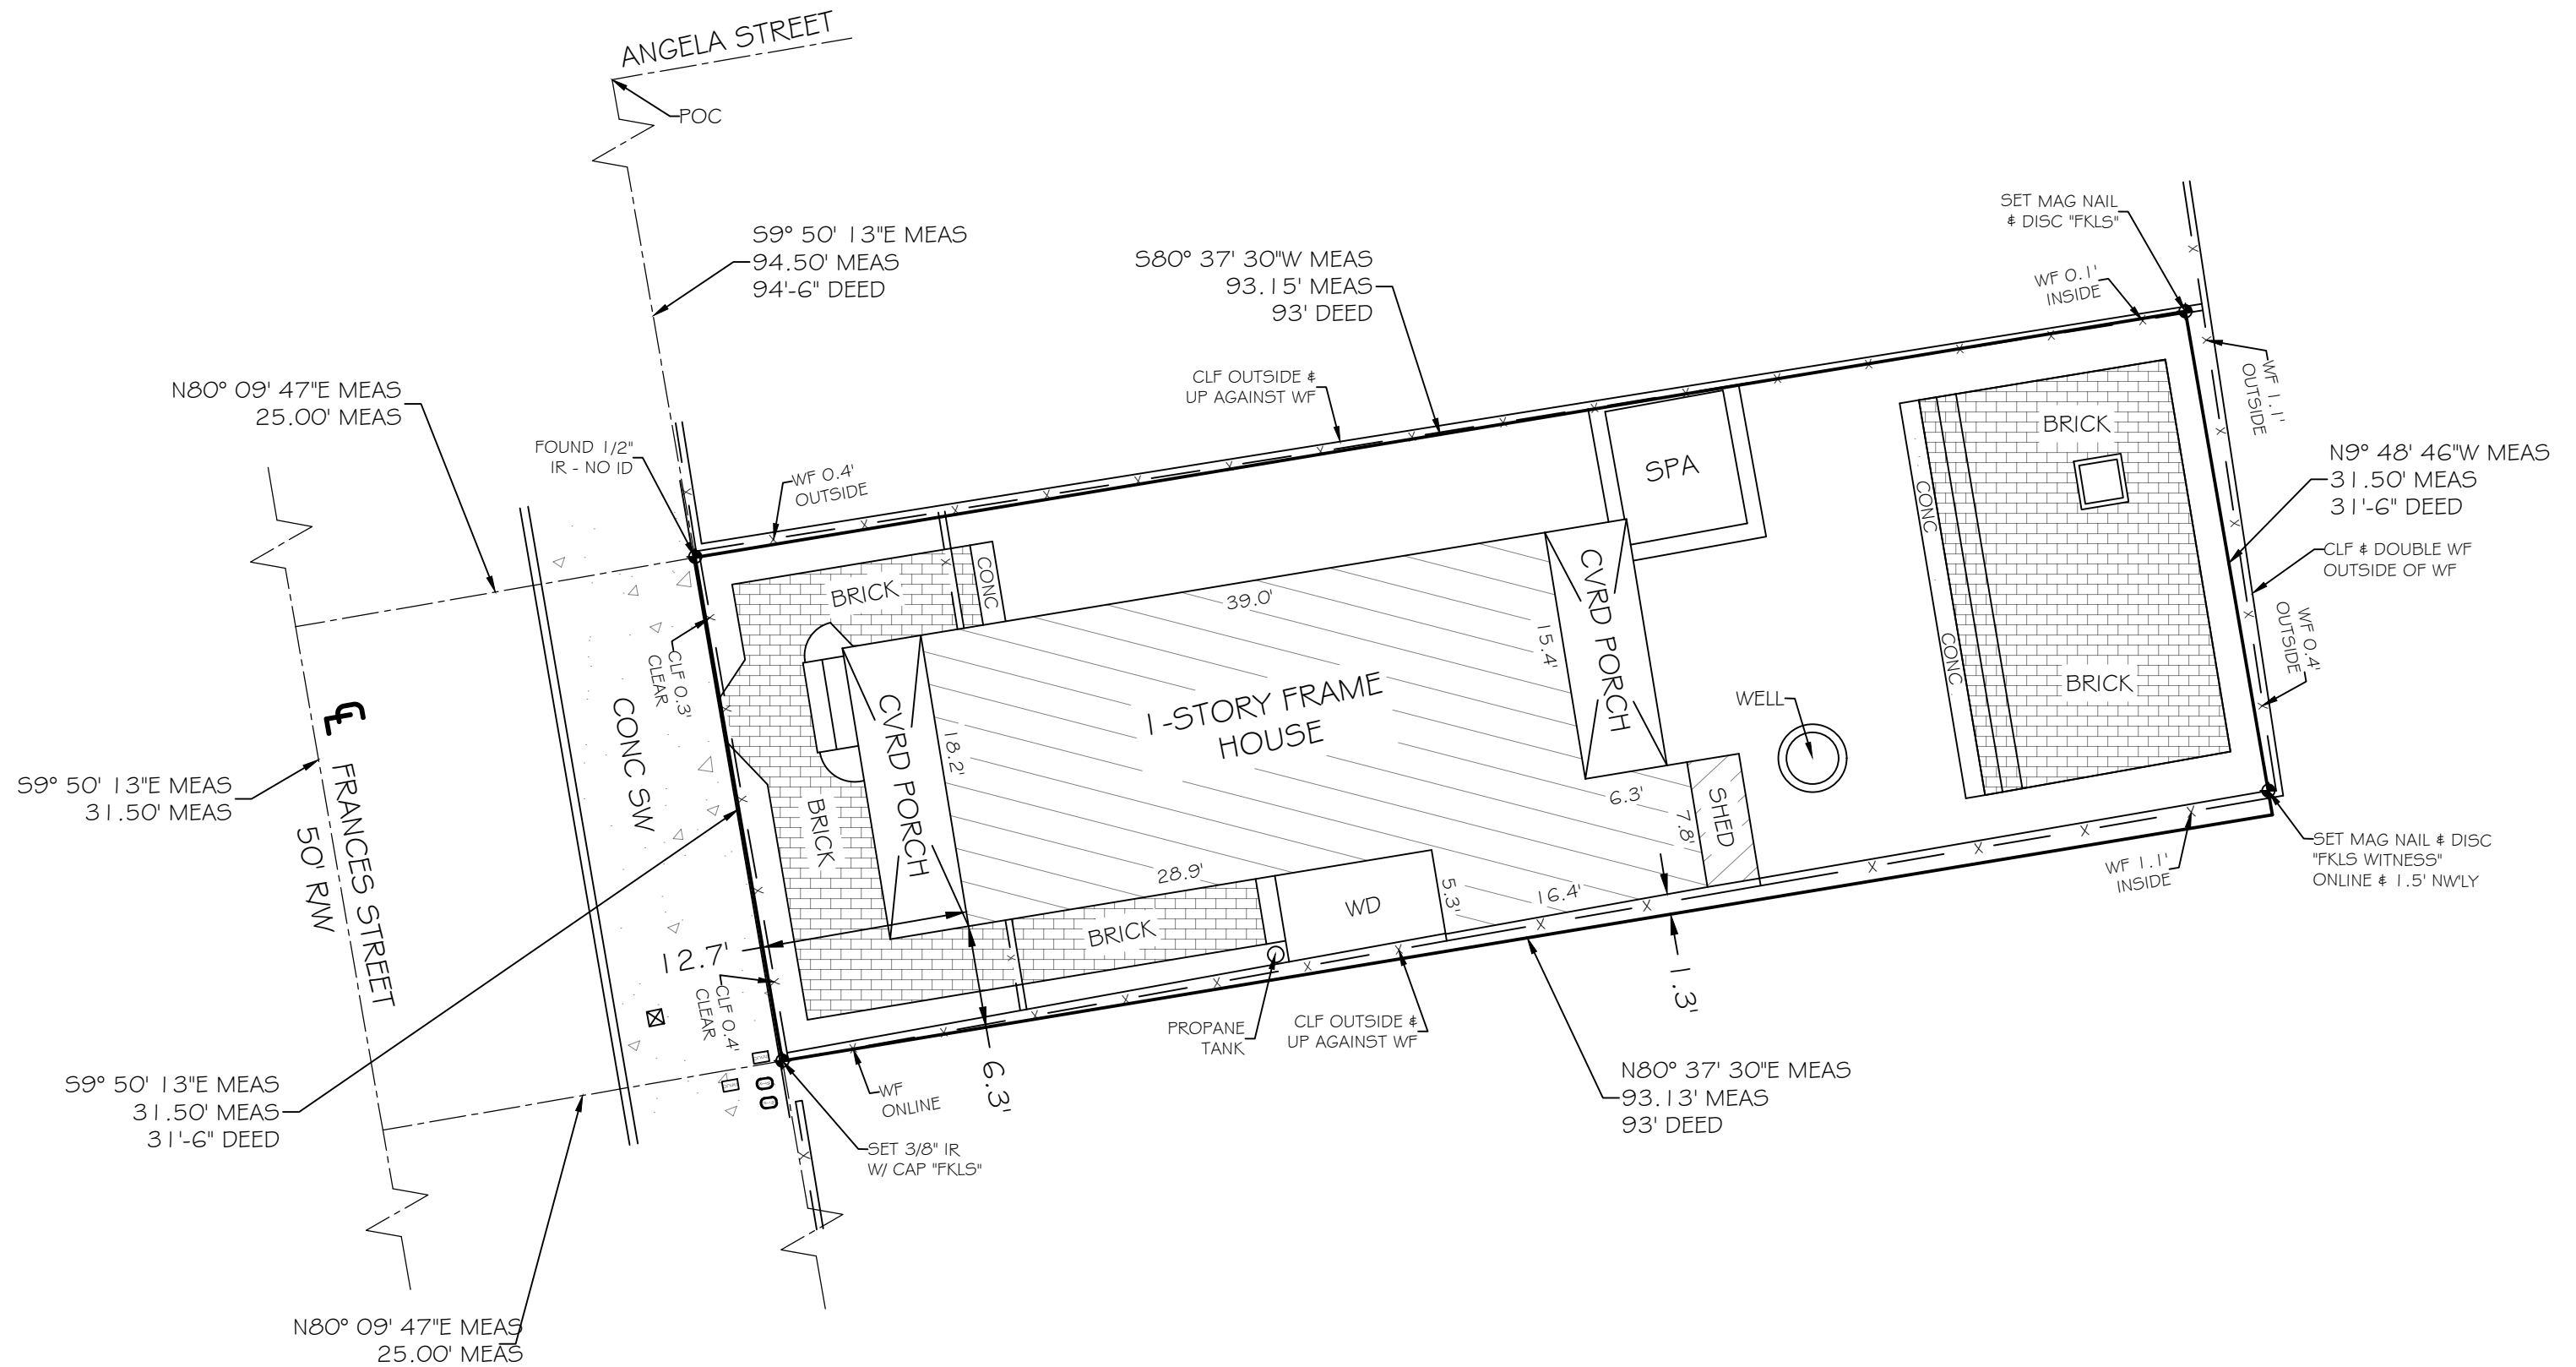 ANGELA STREET
POC
S9° 50' 13"E MEAS
94.50' MEAS
94'-6" DEED
S80° 37' 30"W MEAS
93.15' MEAS
93' DEED
SET MAG NAIL
& DISC "FKLS"
WF 0.1'
INSIDE
N80° 09' 47"E MEAS
25.00' MEAS
CLF OUTSIDE &
UP AGAINST WF
WF 1.1'
OUTSIDE
FOUND 1/2"
IR - NO ID
WF 0.4'
OUTSIDE
SPA
BRICK
N9° 48' 46"W MEAS
31.50' MEAS
31'-6" DEED
CONC
CLF & DOUBLE WF
OUTSIDE OF WF
BRICK
CONC
39.0'
CVRD PORCH
15.4'
WF 0.4'
OUTSIDE
CLF 0.3'
CLEAR
CONC
BRICK
CL
FRANCES STREET
50' R/W
CONC SW
CVRD PORCH
18.2'
1-STORY FRAME
HOUSE
WELL
S9° 50' 13"E MEAS
31.50' MEAS
BRICK
6.3'
7.8'
SHED
28.9'
WD
5.3'
16.4'
BRICK
WF 1.1'
INSIDE
SET MAG NAIL & DISC
"FKLS WITNESS"
ONLINE & 1.5' NW'LY
12.7'
CLF 0.4'
CLEAR
1.3'
PROPANE
TANK
CLF OUTSIDE &
UP AGAINST WF
6.3'
S9° 50' 13"E MEAS
31.50' MEAS
31'-6" DEED
WF
ONLINE
N80° 37' 30"E MEAS
93.13' MEAS
93' DEED
SET 3/8" IR
W/ CAP "FKLS"
N80° 09' 47"E MEAS
25.00' MEAS